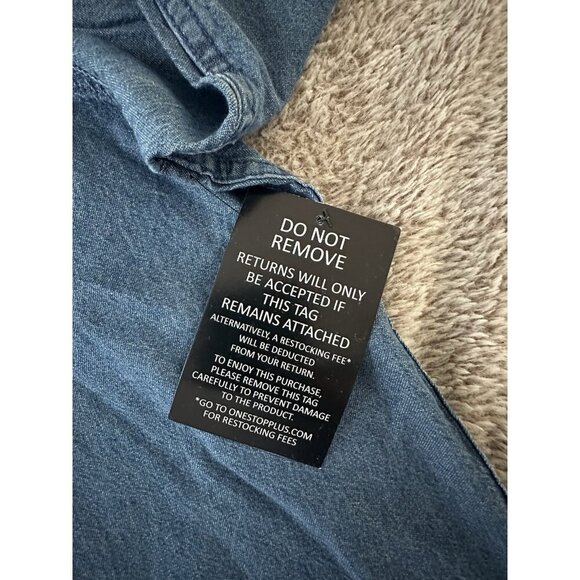 DO NOT
REMOVE
RETURNS WILL ONLY
BE ACCEPTED IF
THIS TAG
REMAINS ATTACHED
ALTERNATIVELY, A RESTOCKING FEE*
WILL BE DEDUCTED
FROM YOUR RETURN.
TO ENJOY THIS PURCHASE,
PLEASE REMOVE THIS TAG
CAREFULLY TO PREVENT DAMAGE
TO THE PRODUCT.
*GO TO ONESTOPPLUS.COM
FOR RESTOCKING FEES